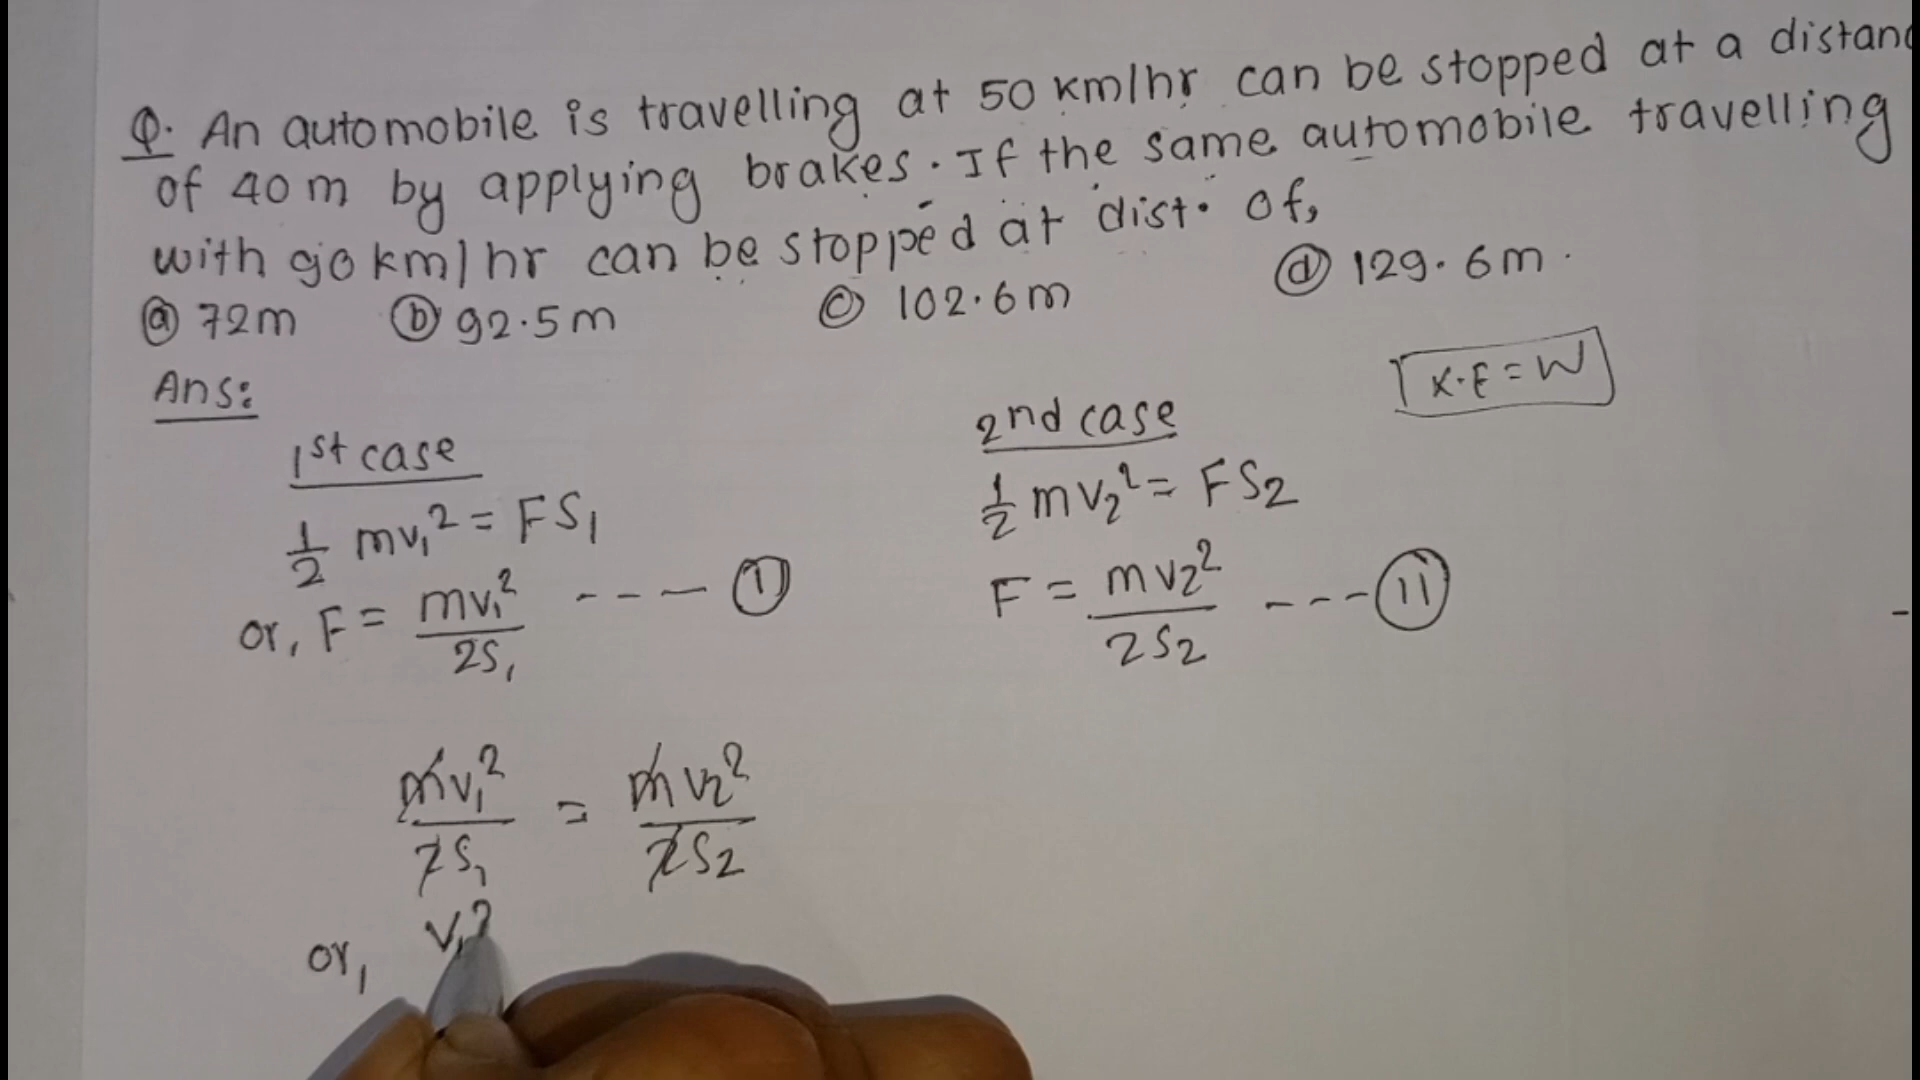 Q. An automobile is travelling at 50 km/hr can be stopped at a distanc
of 40 m by applying brakes. If the same automobile travelling
with 90 km/hr can be stopped at dist. of,
ⓐ 72m ⓑ 92.5m ⓒ 102.6m ⓓ 129.6m.
Ans:
K.E = W
1st case 2nd case
1/2 mv₁² = FS₁ 1/2 mv₂² = FS₂
or, F = mv₁²/2S₁ ---- ① F = mv₂²/2S₂ ---- ⑪
mv₁²/2S₁ = mv₂²/2S₂
or, v₁²